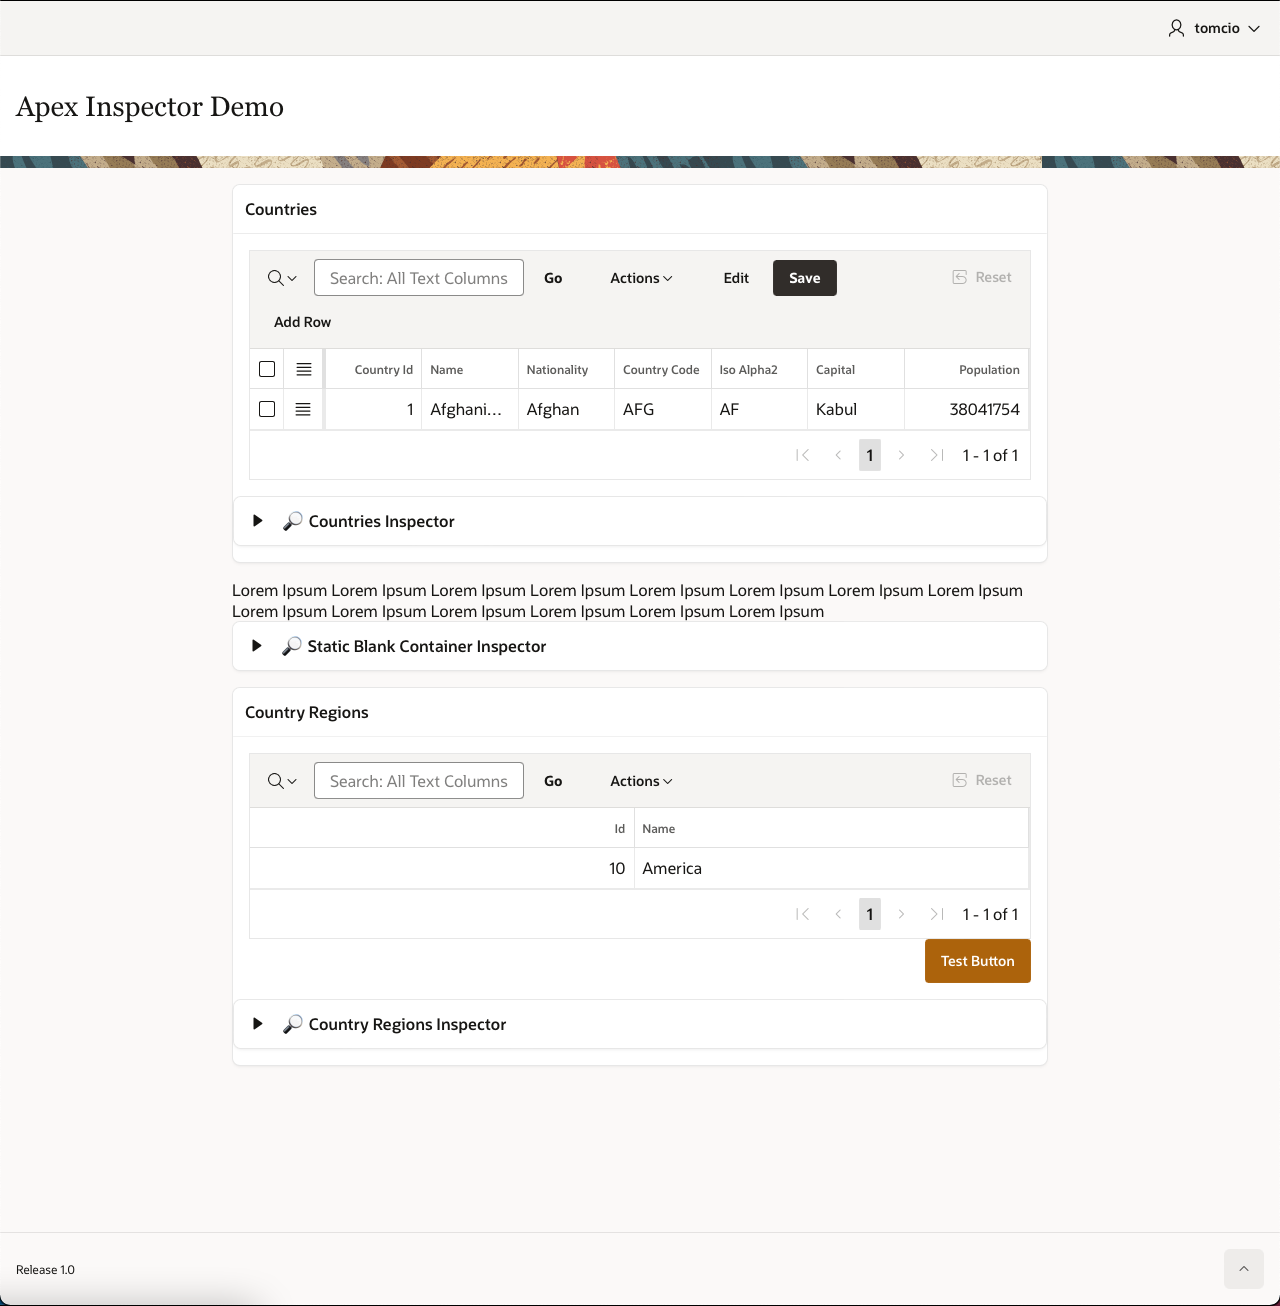 tomcio
Apex Inspector Demo
Countries
Search: All Text Columns Go Actions Edit Save Reset
Add Row
Country Id Name Nationality Country Code Iso Alpha2 Capital Population
1 Afghani... Afghan AFG AF Kabul 38041754
1 1 - 1 of 1
Countries Inspector
Lorem Ipsum Lorem Ipsum Lorem Ipsum Lorem Ipsum Lorem Ipsum Lorem Ipsum Lorem Ipsum Lorem Ipsum
Lorem Ipsum Lorem Ipsum Lorem Ipsum Lorem Ipsum Lorem Ipsum Lorem Ipsum
Static Blank Container Inspector
Country Regions
Search: All Text Columns Go Actions Reset
Id Name
10 America
1 1 - 1 of 1
Test Button
Country Regions Inspector
Release 1.0